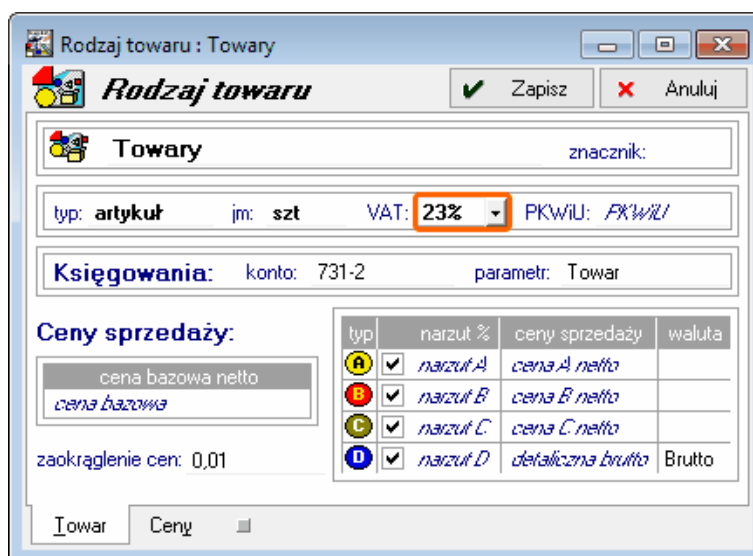 Rodzaj towaru : Towary
Rodzaj towaru Zapisz Anuluj
Towary znacznik:
typ: artykuł jm: szt VAT: 23% PKWiU: PKWiU
Księgowania: konto: 731-2 parametr: Towar
Ceny sprzedaży:
cena bazowa netto
cena bazowa
zaokrąglenie cen: 0,01
typ narzut % ceny sprzedaży waluta
A narzut A cena A netto
B narzut B cena B netto
C narzut C cena C netto
D narzut D detaliczna brutto Brutto
Towar Ceny